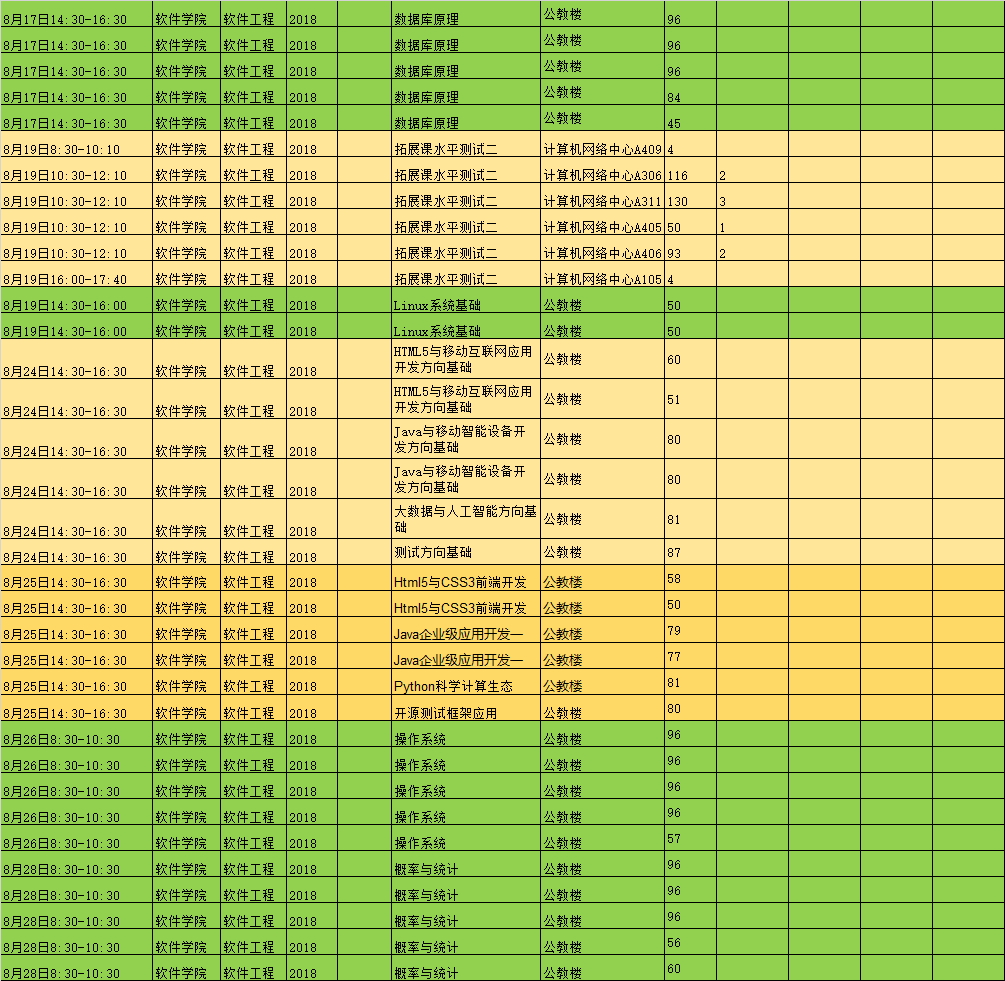 8月17日14:30-16:30 软件学院 软件工程 2018 数据库原理 公教楼 96
8月17日14:30-16:30 软件学院 软件工程 2018 数据库原理 公教楼 96
8月17日14:30-16:30 软件学院 软件工程 2018 数据库原理 公教楼 96
8月17日14:30-16:30 软件学院 软件工程 2018 数据库原理 公教楼 84
8月17日14:30-16:30 软件学院 软件工程 2018 数据库原理 公教楼 45
8月19日8:30-10:10 软件学院 软件工程 2018 拓展课水平测试二 计算机网络中心A409 4
8月19日10:30-12:10 软件学院 软件工程 2018 拓展课水平测试二 计算机网络中心A306 116 2
8月19日10:30-12:10 软件学院 软件工程 2018 拓展课水平测试二 计算机网络中心A311 130 3
8月19日10:30-12:10 软件学院 软件工程 2018 拓展课水平测试二 计算机网络中心A405 50 1
8月19日10:30-12:10 软件学院 软件工程 2018 拓展课水平测试二 计算机网络中心A406 93 2
8月19日16:00-17:40 软件学院 软件工程 2018 拓展课水平测试二 计算机网络中心A105 4
8月19日14:30-16:00 软件学院 软件工程 2018 Linux系统基础 公教楼 50
8月19日14:30-16:00 软件学院 软件工程 2018 Linux系统基础 公教楼 50
8月24日14:30-16:30 软件学院 软件工程 2018 HTML5与移动互联网应用
开发方向基础 公教楼 60
8月24日14:30-16:30 软件学院 软件工程 2018 HTML5与移动互联网应用
开发方向基础 公教楼 51
8月24日14:30-16:30 软件学院 软件工程 2018 Java与移动智能设备开
发方向基础 公教楼 80
8月24日14:30-16:30 软件学院 软件工程 2018 Java与移动智能设备开
发方向基础 公教楼 80
8月24日14:30-16:30 软件学院 软件工程 2018 大数据与人工智能方向基
础 公教楼 81
8月24日14:30-16:30 软件学院 软件工程 2018 测试方向基础 公教楼 87
8月25日14:30-16:30 软件学院 软件工程 2018 Html5与CSS3前端开发 公教楼 58
8月25日14:30-16:30 软件学院 软件工程 2018 Html5与CSS3前端开发 公教楼 50
8月25日14:30-16:30 软件学院 软件工程 2018 Java企业级应用开发一 公教楼 79
8月25日14:30-16:30 软件学院 软件工程 2018 Java企业级应用开发一 公教楼 77
8月25日14:30-16:30 软件学院 软件工程 2018 Python科学计算生态 公教楼 81
8月25日14:30-16:30 软件学院 软件工程 2018 开源测试框架应用 公教楼 80
8月26日8:30-10:30 软件学院 软件工程 2018 操作系统 公教楼 96
8月26日8:30-10:30 软件学院 软件工程 2018 操作系统 公教楼 96
8月26日8:30-10:30 软件学院 软件工程 2018 操作系统 公教楼 96
8月26日8:30-10:30 软件学院 软件工程 2018 操作系统 公教楼 96
8月26日8:30-10:30 软件学院 软件工程 2018 操作系统 公教楼 57
8月28日8:30-10:30 软件学院 软件工程 2018 概率与统计 公教楼 96
8月28日8:30-10:30 软件学院 软件工程 2018 概率与统计 公教楼 96
8月28日8:30-10:30 软件学院 软件工程 2018 概率与统计 公教楼 96
8月28日8:30-10:30 软件学院 软件工程 2018 概率与统计 公教楼 56
8月28日8:30-10:30 软件学院 软件工程 2018 概率与统计 公教楼 60